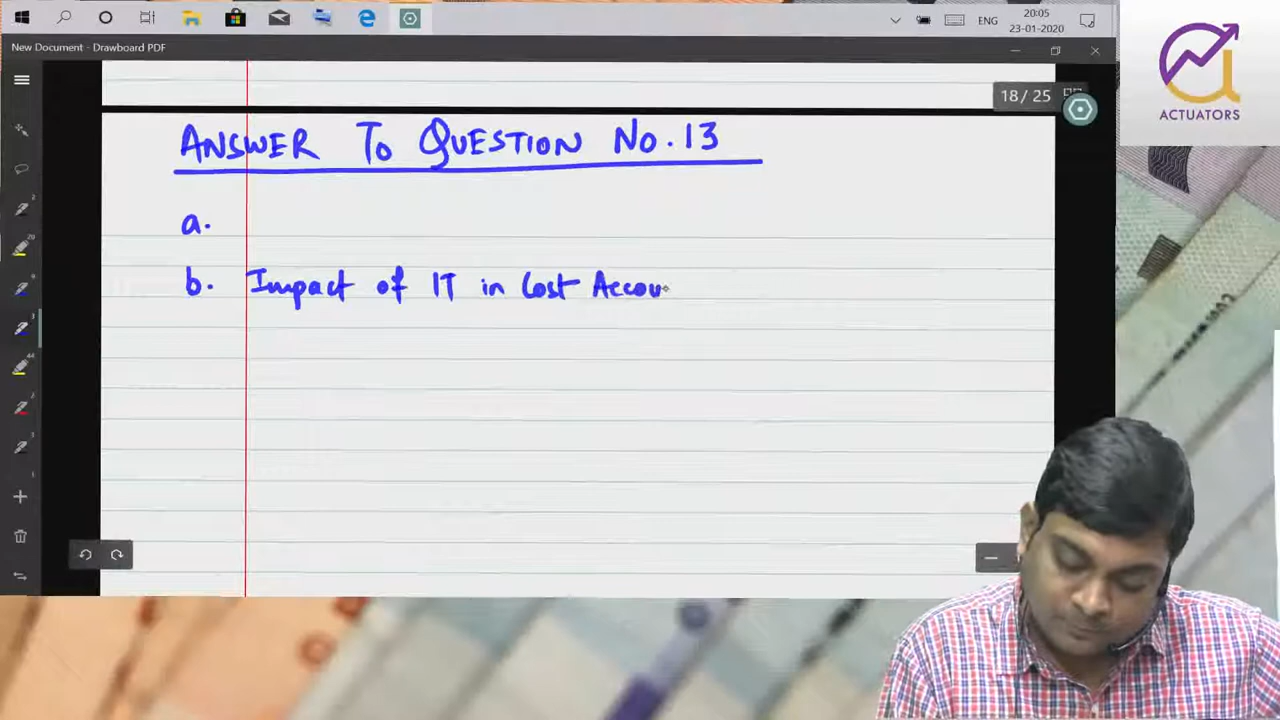 20:05
ENG
23-01-2020
New Document - Drawboard PDF
18 / 25
ACTUATORS
ANSWER TO QUESTION NO. 13
a.
b. Impact of IT in Cost Accou